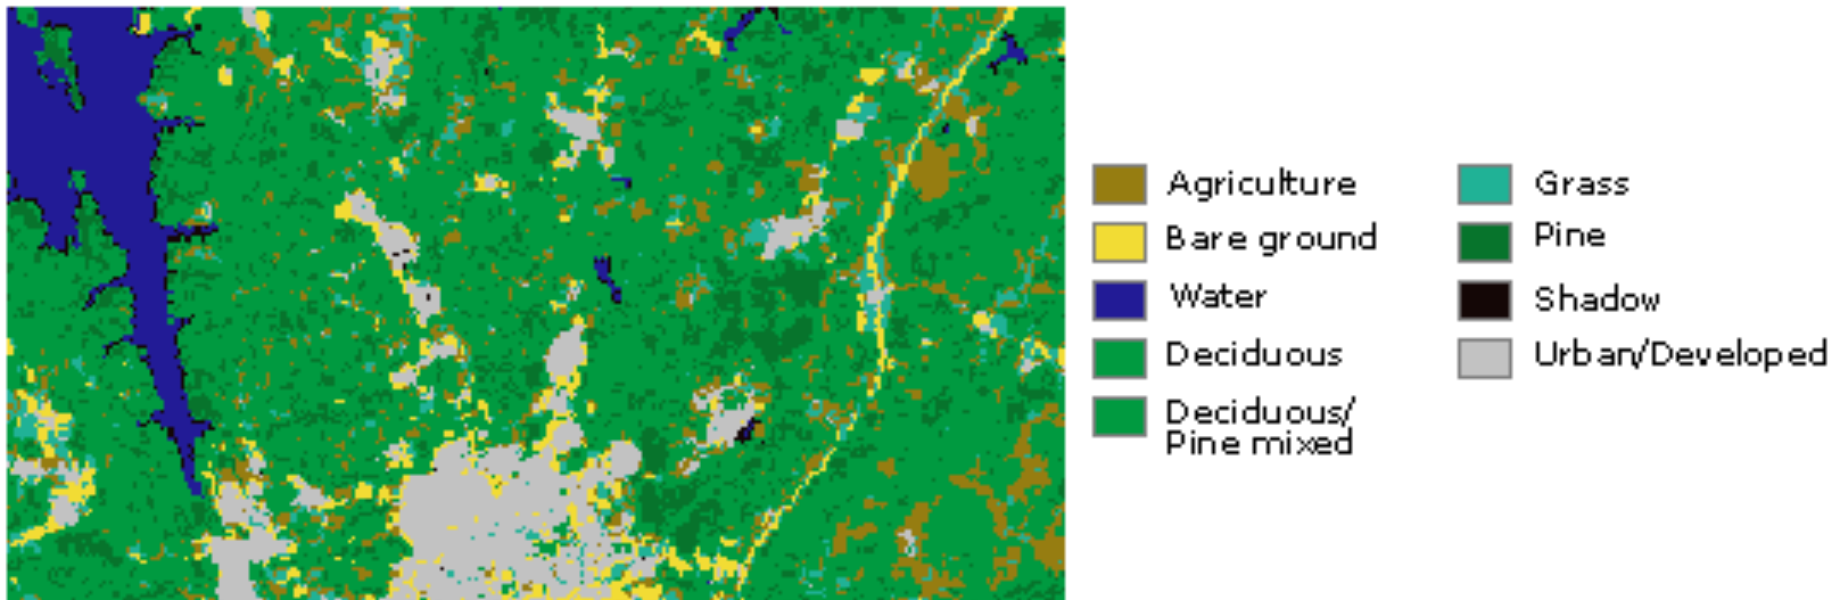 Agriculture
Bare ground
Water
Deciduous
Deciduous/
Pine mixed
Grass
Pine
Shadow
Urban/Developed